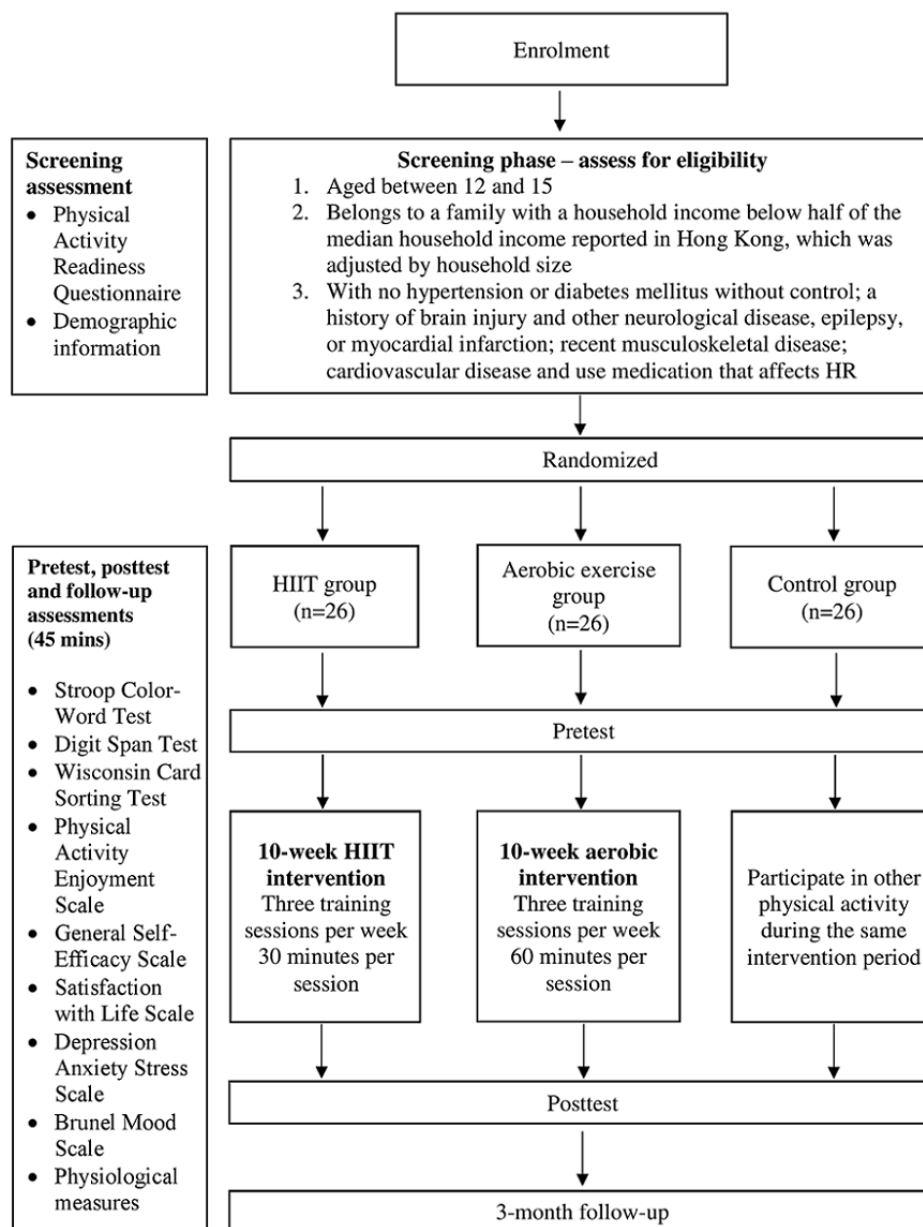 Enrolment
Screening
assessment
• Physical
Activity
Readiness
Questionnaire
• Demographic
information
Screening phase – assess for eligibility
1. Aged between 12 and 15
2. Belongs to a family with a household income below half of the
median household income reported in Hong Kong, which was
adjusted by household size
3. With no hypertension or diabetes mellitus without control; a
history of brain injury and other neurological disease, epilepsy,
or myocardial infarction; recent musculoskeletal disease;
cardiovascular disease and use medication that affects HR
Randomized
Pretest, posttest
and follow-up
assessments
(45 mins)
• Stroop Color-
Word Test
• Digit Span Test
• Wisconsin Card
Sorting Test
• Physical
Activity
Enjoyment
Scale
• General Self-
Efficacy Scale
• Satisfaction
with Life Scale
• Depression
Anxiety Stress
Scale
• Brunel Mood
Scale
• Physiological
measures
HIIT group
(n=26)
Aerobic exercise
group
(n=26)
Control group
(n=26)
Pretest
10-week HIIT
intervention
Three training
sessions per week
30 minutes per
session
10-week aerobic
intervention
Three training
sessions per week
60 minutes per
session
Participate in other
physical activity
during the same
intervention period
Posttest
3-month follow-up